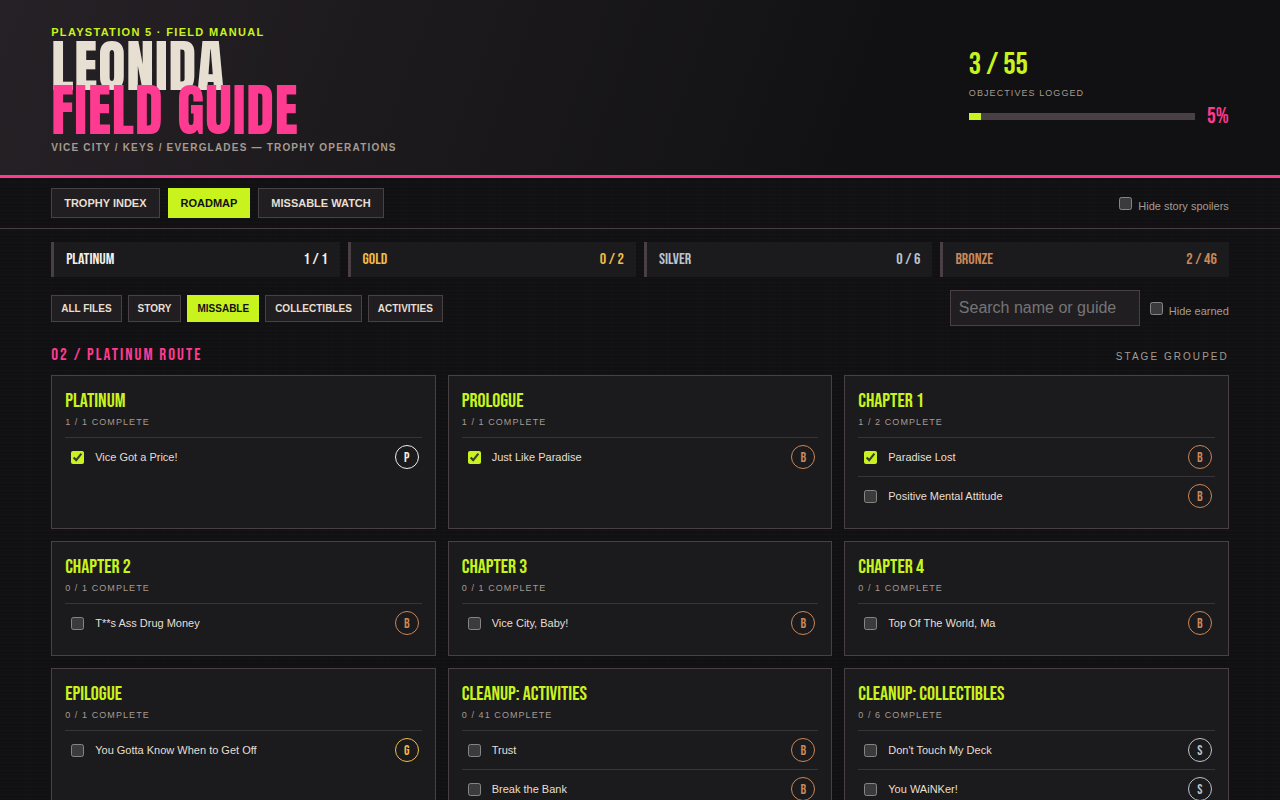 PLAYSTATION 5 · FIELD MANUAL
LEONIDA
FIELD GUIDE
VICE CITY / KEYS / EVERGLADES — TROPHY OPERATIONS
3 / 55
OBJECTIVES LOGGED
5%
TROPHY INDEX
ROADMAP
MISSABLE WATCH
Hide story spoilers
PLATINUM 1 / 1
GOLD 0 / 2
SILVER 0 / 6
BRONZE 2 / 46
ALL FILES
STORY
MISSABLE
COLLECTIBLES
ACTIVITIES
Search name or guide
Hide earned
02 / PLATINUM ROUTE
STAGE GROUPED
PLATINUM
1 / 1 COMPLETE
Vice Got a Price! P
PROLOGUE
1 / 1 COMPLETE
Just Like Paradise B
CHAPTER 1
1 / 2 COMPLETE
Paradise Lost B
Positive Mental Attitude B
CHAPTER 2
0 / 1 COMPLETE
T**s Ass Drug Money B
CHAPTER 3
0 / 1 COMPLETE
Vice City, Baby! B
CHAPTER 4
0 / 1 COMPLETE
Top Of The World, Ma B
EPILOGUE
0 / 1 COMPLETE
You Gotta Know When to Get Off G
CLEANUP: ACTIVITIES
0 / 41 COMPLETE
Trust B
Break the Bank B
CLEANUP: COLLECTIBLES
0 / 6 COMPLETE
Don't Touch My Deck S
You WAiNKer! S